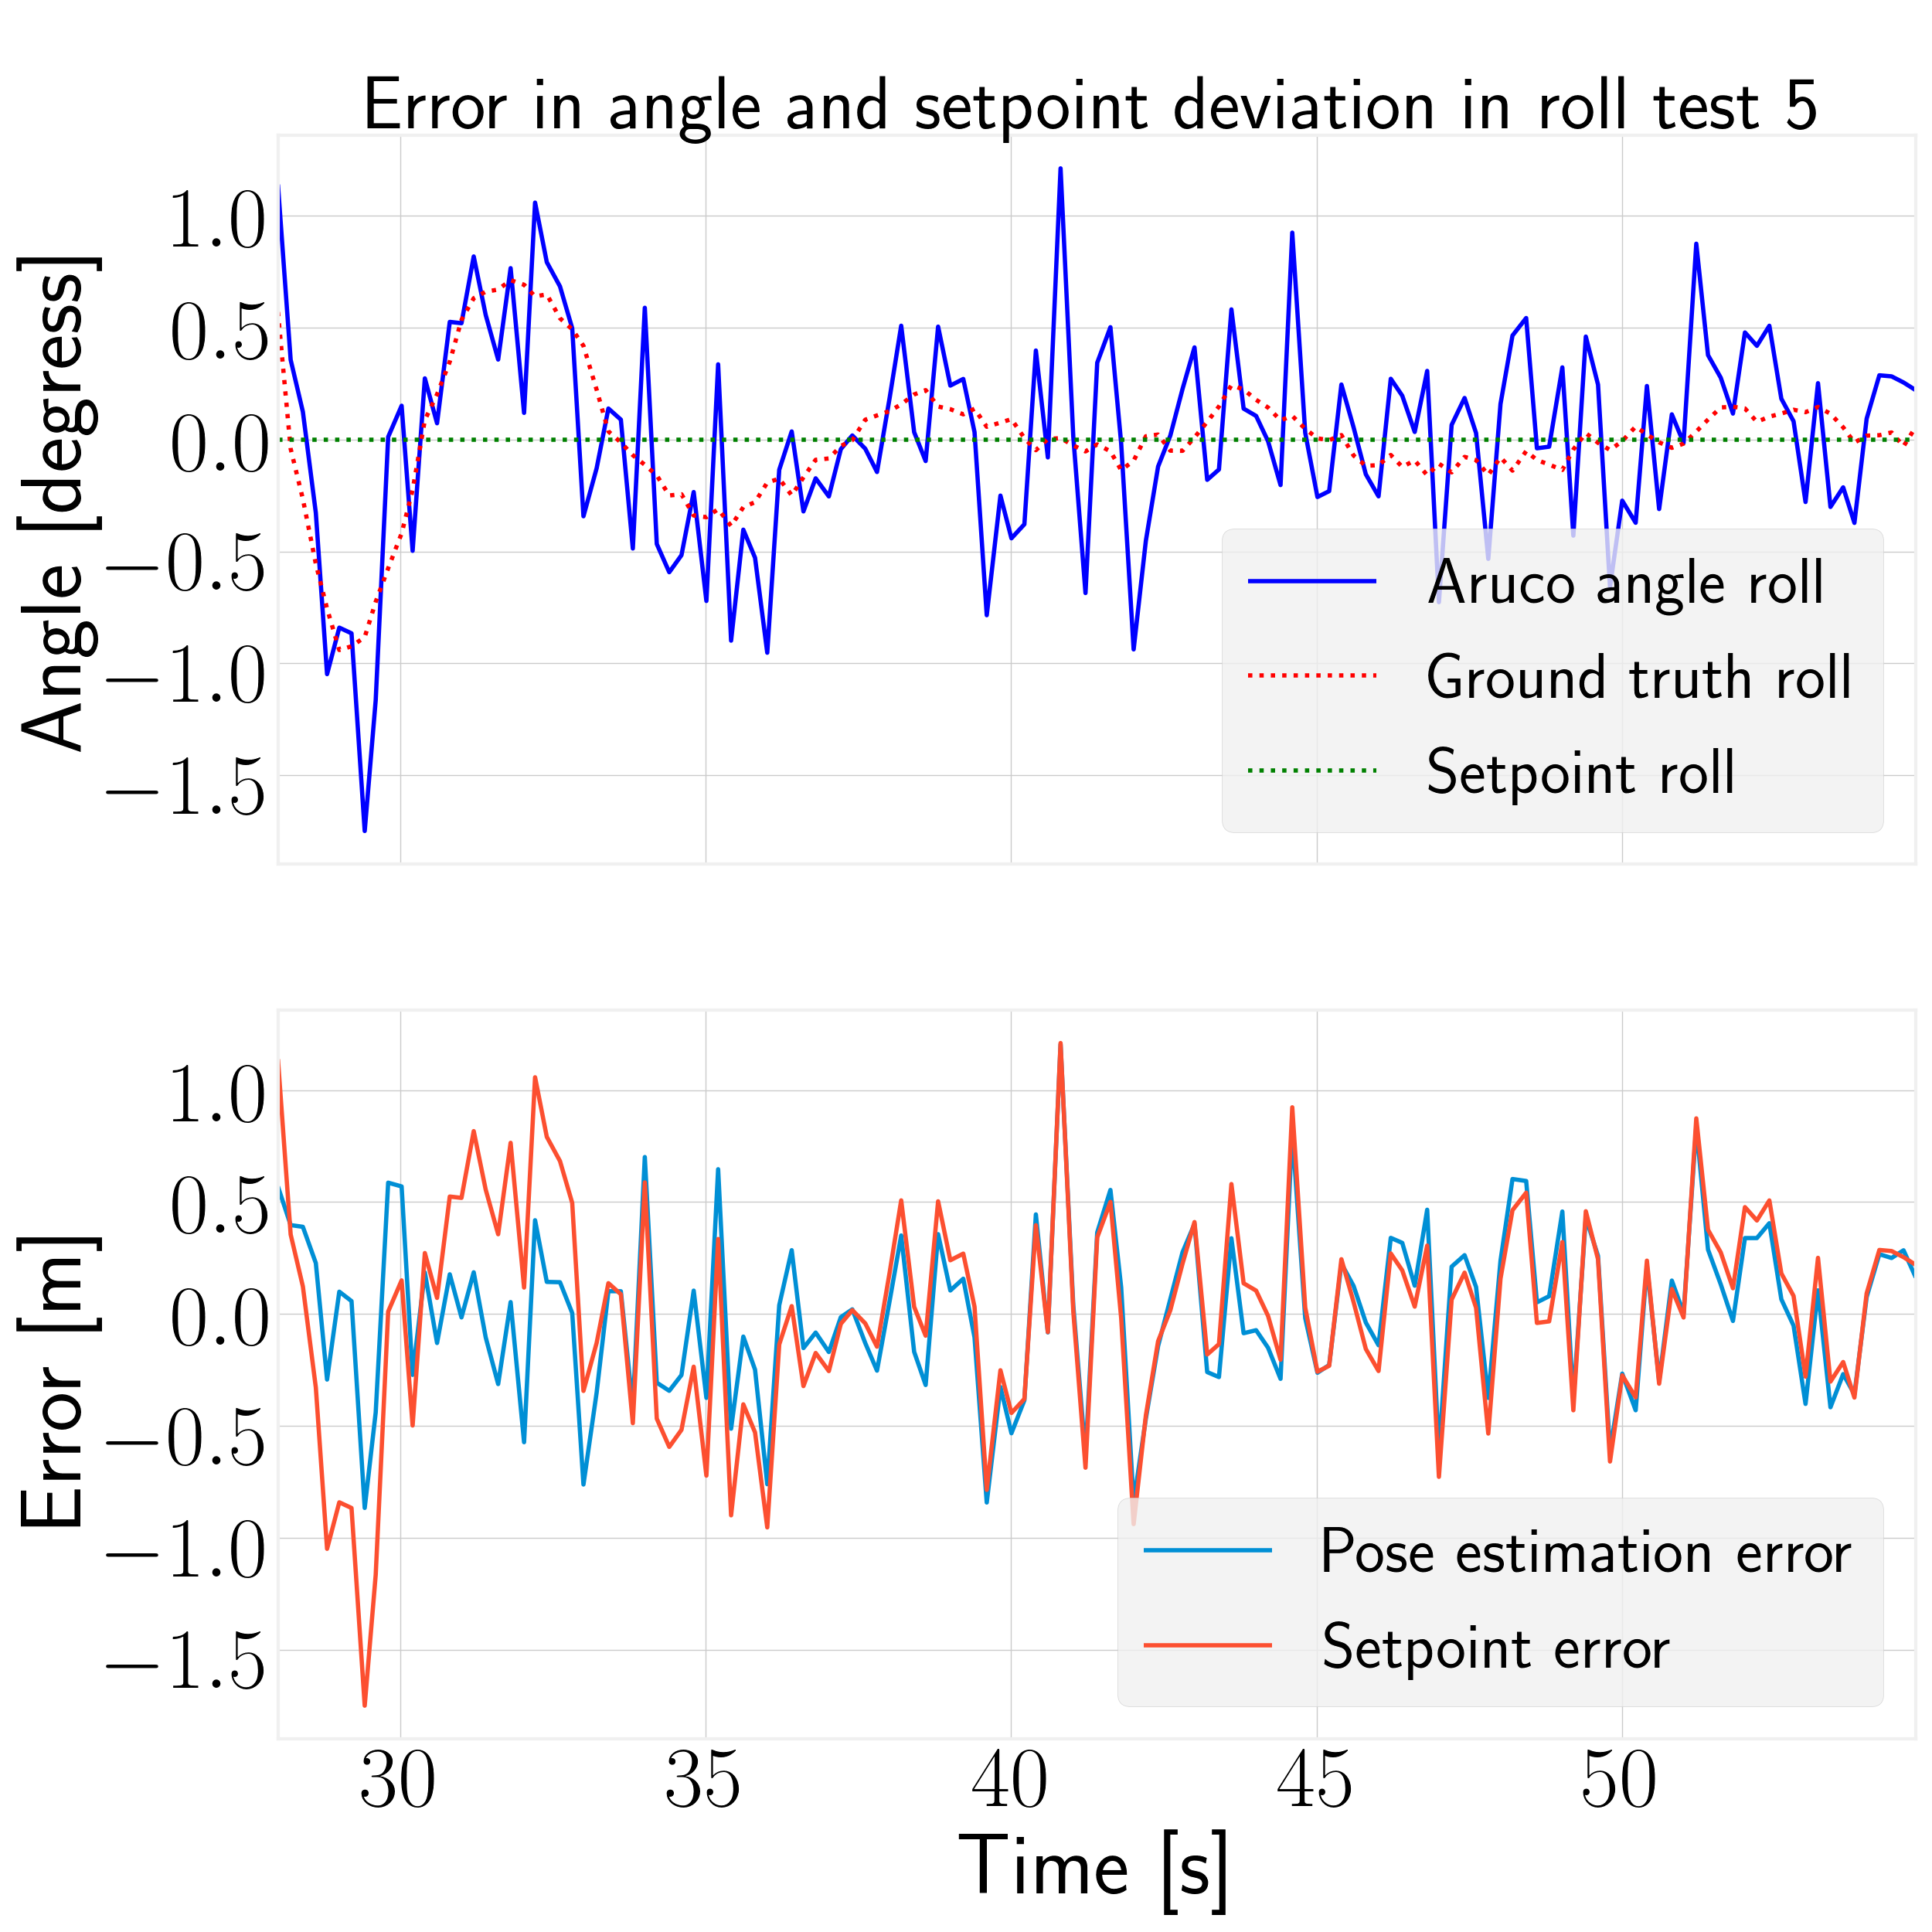 Error in angle and setpoint deviation in roll test 5
Angle [degress]
1.0
0.5
0.0
−0.5
−1.0
−1.5
Aruco angle roll
Ground truth roll
Setpoint roll
Error [m]
1.0
0.5
0.0
−0.5
−1.0
−1.5
Pose estimation error
Setpoint error
30 35 40 45 50
Time [s]